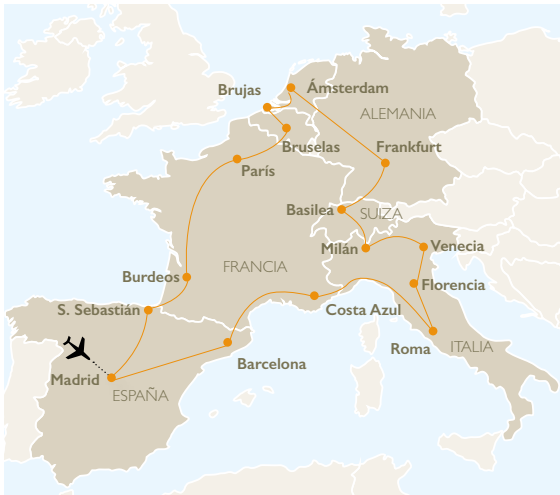 Brujas
Ámsterdam
ALEMANIA
Bruselas
Frankfurt
París
Basilea
SUIZA
Milán
Venecia
Burdeos
FRANCIA
Florencia
S. Sebastián
Costa Azul
Roma
ITALIA
Barcelona
Madrid
ESPAÑA